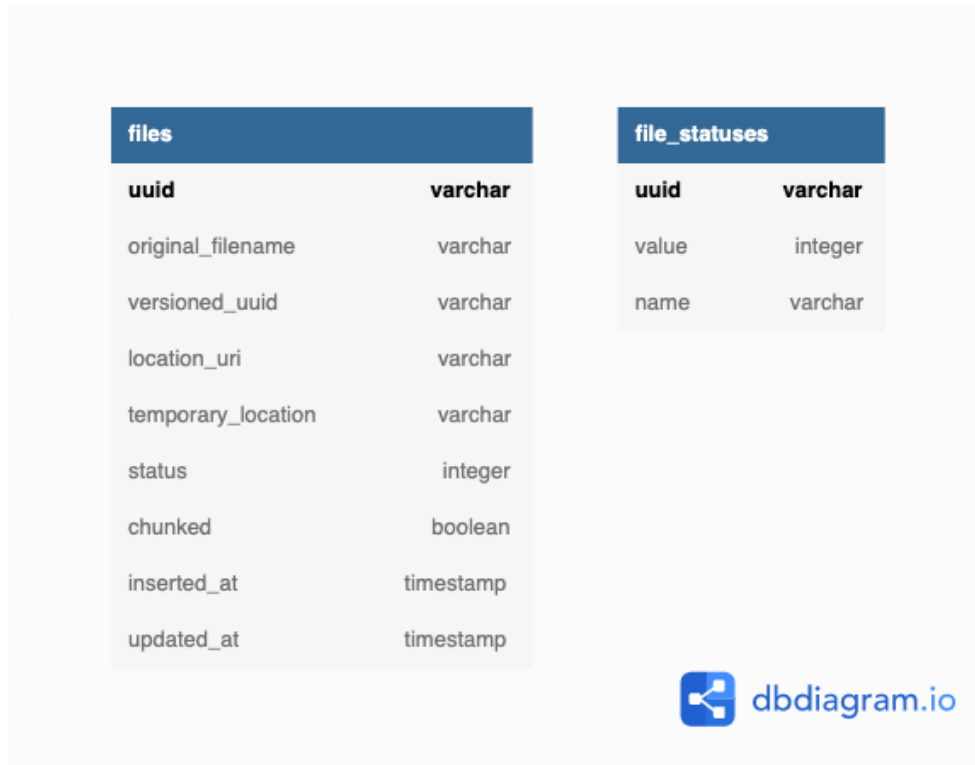 files
uuid varchar
original_filename varchar
versioned_uuid varchar
location_uri varchar
temporary_location varchar
status integer
chunked boolean
inserted_at timestamp
updated_at timestamp
file_statuses
uuid varchar
value integer
name varchar
dbdiagram.io